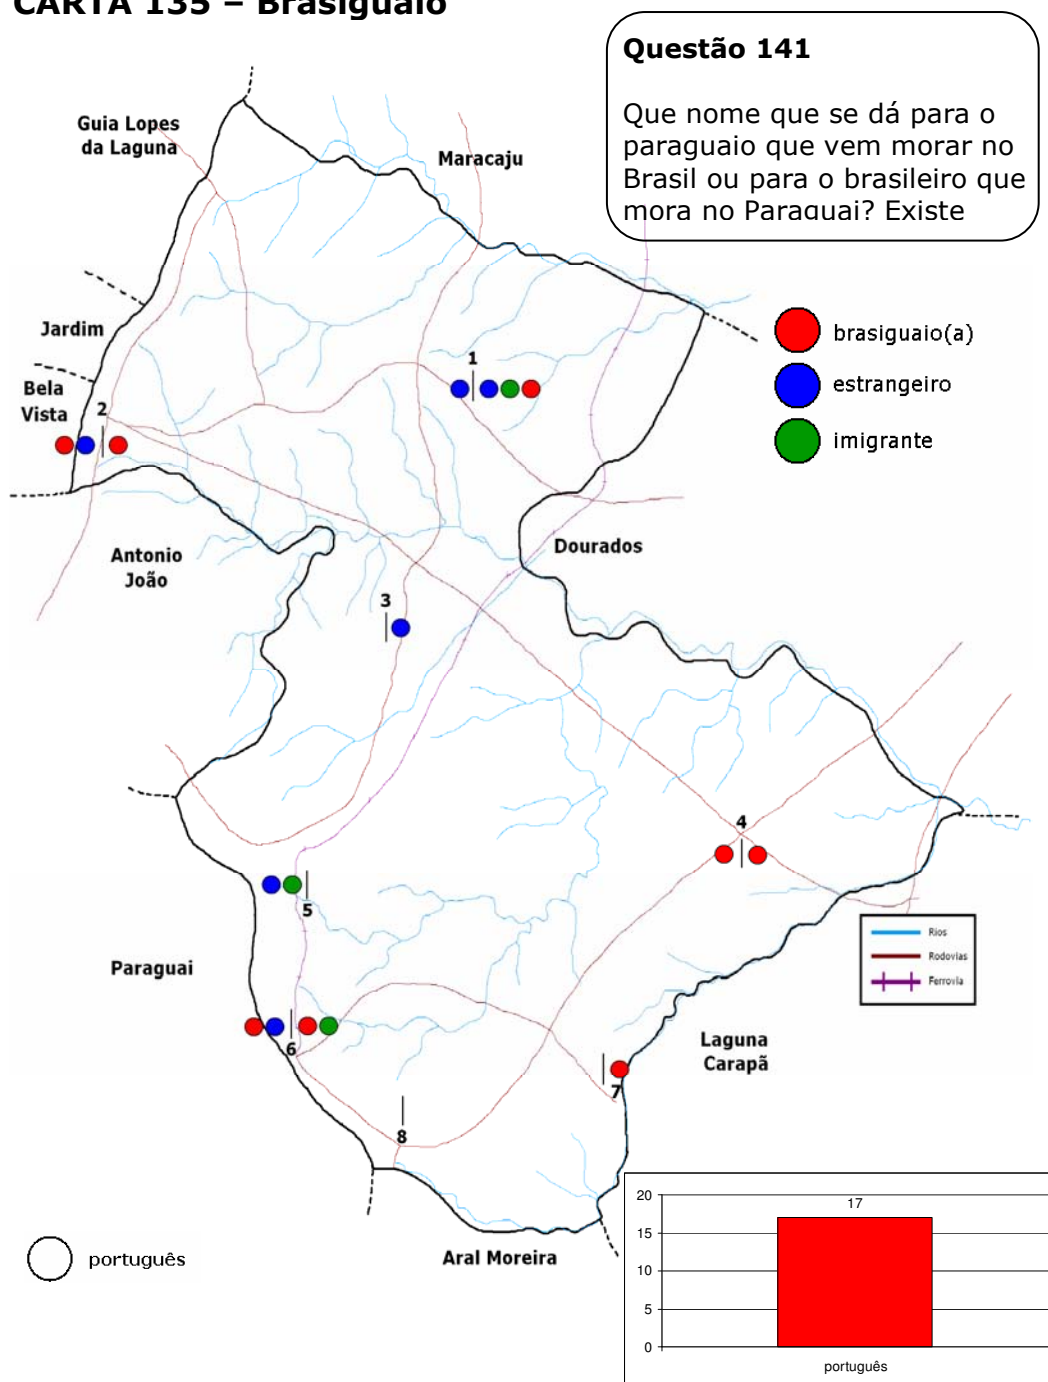 CARTA 135 – Brasiguaio
Questão 141
Que nome que se dá para o
paraguaio que vem morar no
Brasil ou para o brasileiro que
mora no Paraguai? Existe
Guia Lopes
da Laguna
Maracaju
Jardim
Bela
Vista
brasiguaio(a)
estrangeiro
imigrante
1
2
Antonio
João
Dourados
3
4
5
Paraguai
Rios
Rodovias
Ferrovia
6
Laguna
Carapã
7
8
português
Aral Moreira
20
15
10
5
0
17
português